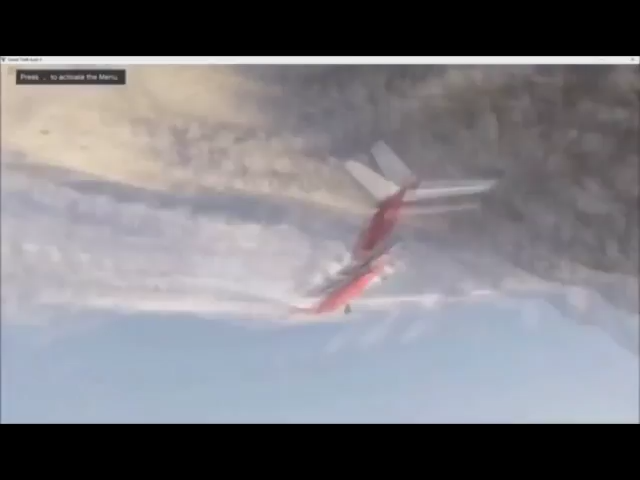 Press . to activate the Menu.